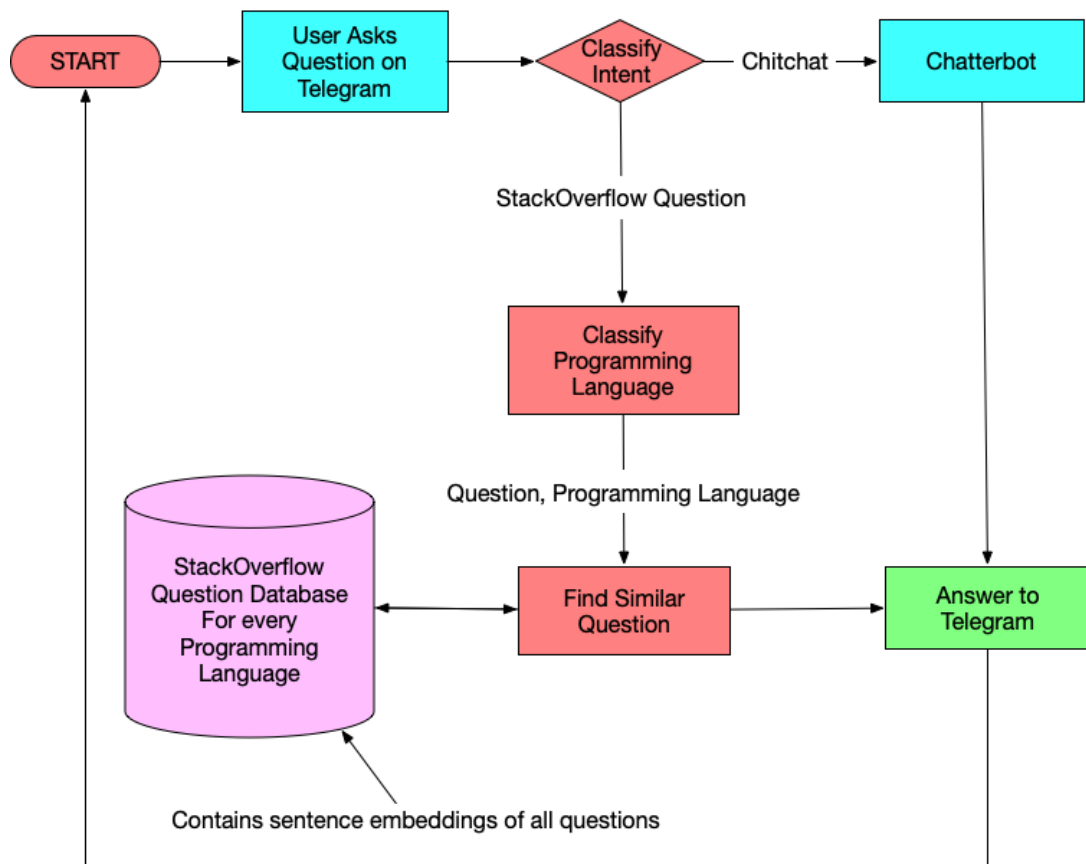 START
User Asks
Question on
Telegram
Classify
Intent
Chitchat
Chatterbot
StackOverflow Question
Classify
Programming
Language
Question, Programming Language
StackOverflow
Question Database
For every
Programming
Language
Find Similar
Question
Answer to
Telegram
Contains sentence embeddings of all questions